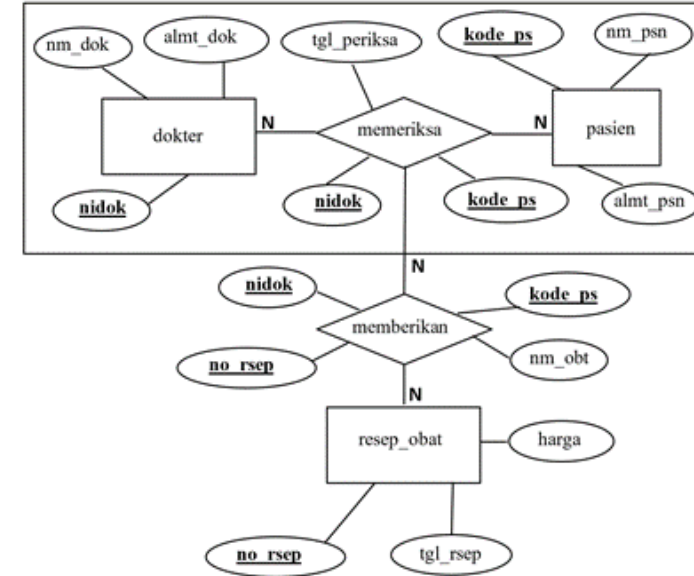 kode_ps
nm_psn
nm_dok
almt_dok
tgl_periksa
N
N
dokter
memeriksa
pasien
nidok
nidok
kode_ps
almt_psn
N
nidok
kode_ps
memberikan
no_rsep
nm_obt
N
resep_obat
harga
no_rsep
tgl_rsep